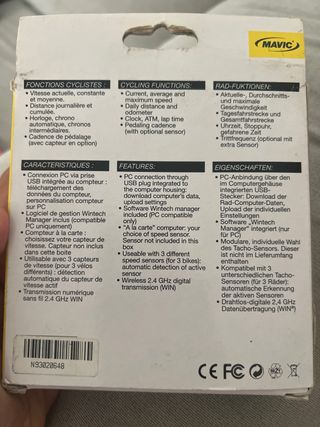 MAVIC
FONCTIONS CYCLISTES :
• Vitesse actuelle, constante
et moyenne.
• Distance journalière et
cumulée.
• Horloge, chrono
automatique, chronos
intermédiaires.
• Cadence de pédalage
(avec capteur en option)
CYCLING FUNCTIONS:
• Current, average and
maximum speed
• Daily distance and
odometer
• Clock, ATM, lap time
• Pedaling cadence
(with optional sensor)
RAD-FUKTIONEN:
• Aktuelle-, Durchschnitts-
und maximale
Geschwindigkeit
• Tagesfahrstrecke und
Gesamtfahrstrecke
• Uhrzeit, Stoppuhr,
gefahrene Zeit
• Trittfrequenz (optional mit
extra Sensor)
CARACTERISTIQUES :
• Connexion PC via prise
USB intégrée au compteur :
téléchargement des
données du compteur,
personnalisation compteur
sur PC
• Logiciel de gestion Wintech
Manager inclus (compatible
PC uniquement)
• Compteur à la carte :
choisissez votre capteur de
vitesse. Capteur non inclus
dans cette boite
• Utilisable avec 3 capteurs
de vitesse (pour 3 vélos
différents) : détection
automatique du capteur de
vitesse actif
• Transmission numérique
sans fil 2.4 GHz WIN
FEATURES:
• PC connection through
USB plug integrated to
the computer housing:
download computer's data,
upload settings
• Software Wintech manager
included (PC compatible
only)
• "A la carte" computer: your
choice of speed sensor.
Sensor not included in this
box
• Useable with 3 different
speed sensors (for 3 bikes):
automatic detection of active
sensor
• Wireless 2.4 GHz digital
transmission (WIN)
EIGENSCHAFTEN:
• PC-Anbindung über den
im Computergehäuse
integrierten USB-
Stecker: Download der
Rad-Computer-Daten,
Upload der individuellen
Einstellungen
• Software „Wintech
Manager" integriert (nur
für PC)
• Modulare, individuelle Wahl
des Tacho-Sensors. Dieser
ist nicht im Lieferumfang
enthalten
• Kompatibel mit 3
unterschiedlichen Tacho-
Sensoren (für 3 Räder):
automatische Erkennung
der aktiven Sensoren
• Drahtlos-digitale 2,4 GHz
Datenübertragung (WIN®)
N93020648
CE FC